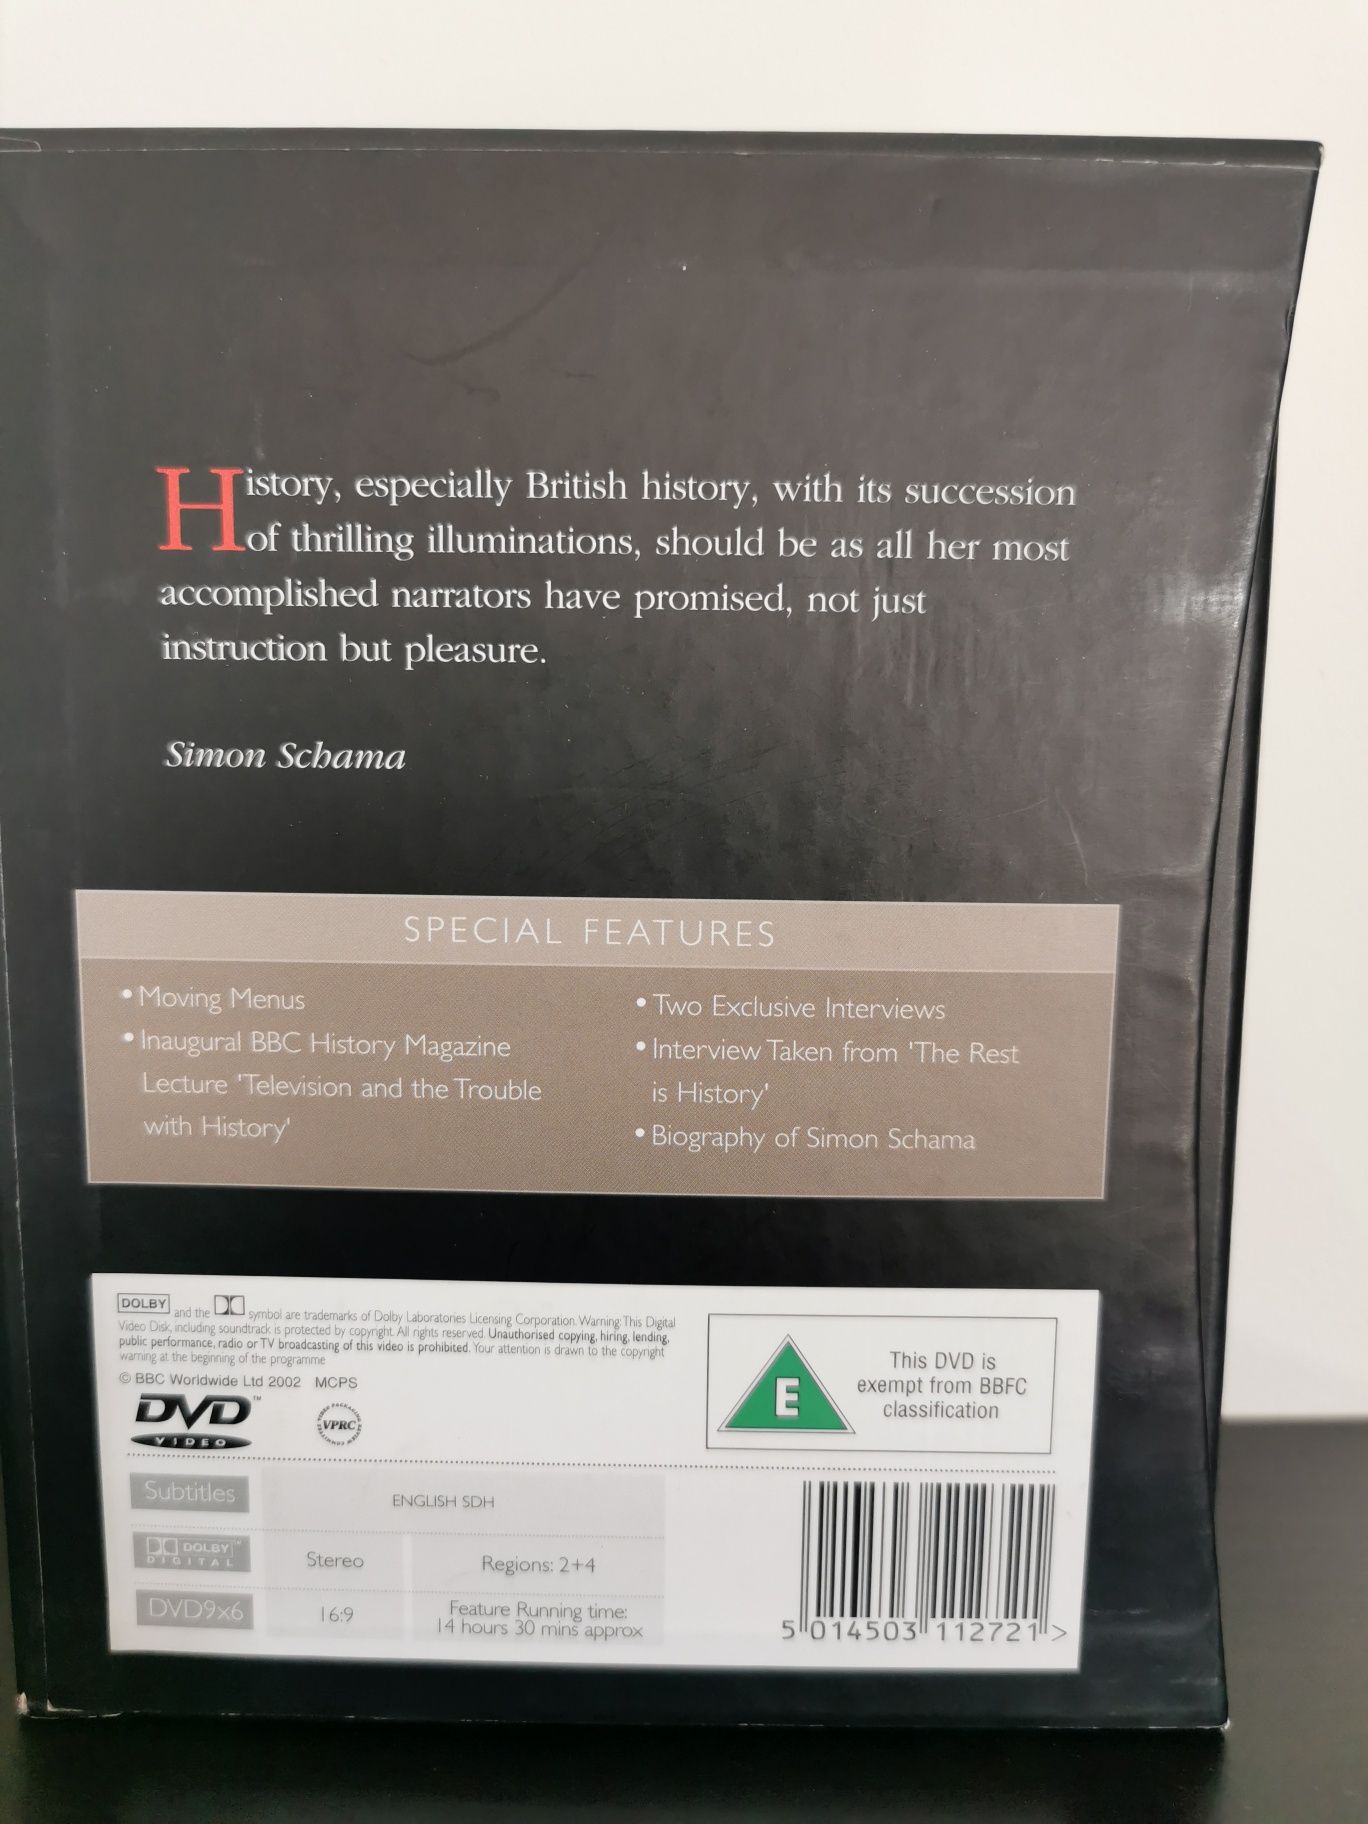 History, especially British history, with its succession
of thrilling illuminations, should be as all her most
accomplished narrators have promised, not just
instruction but pleasure.
Simon Schama
SPECIAL FEATURES
• Moving Menus
• Inaugural BBC History Magazine
Lecture 'Television and the Trouble
with History'
• Two Exclusive Interviews
• Interview Taken from 'The Rest
is History'
• Biography of Simon Schama
DOLBY and the symbol are trademarks of Dolby Laboratories Licensing Corporation. Warning: This Digital
Video Disk, including soundtrack is protected by copyright. All rights reserved. Unauthorised copying, hiring, lending,
public performance, radio or TV broadcasting of this video is prohibited. Your attention is drawn to the copyright
warning at the beginning of the programme
© BBC Worldwide Ltd 2002 MCPS
DVD™
VIDEO
VPRC
This DVD is
exempt from BBFC
classification
E
Subtitles
ENGLISH SDH
DOLBY™
DIGITAL
Stereo
Regions: 2+4
DVD9x6
16:9
Feature Running time:
14 hours 30 mins approx
5 014503 112721 >